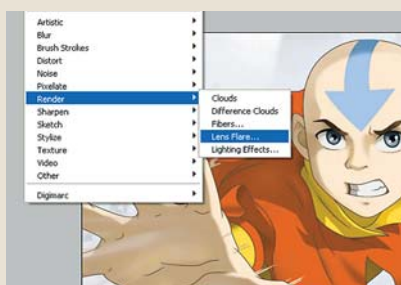 Artistic
Blur
Brush Strokes
Distort
Noise
Pixelate
Render
Sharpen
Sketch
Stylize
Texture
Video
Other
Digimarc
Clouds
Difference Clouds
Fibers...
Lens Flare...
Lighting Effects...